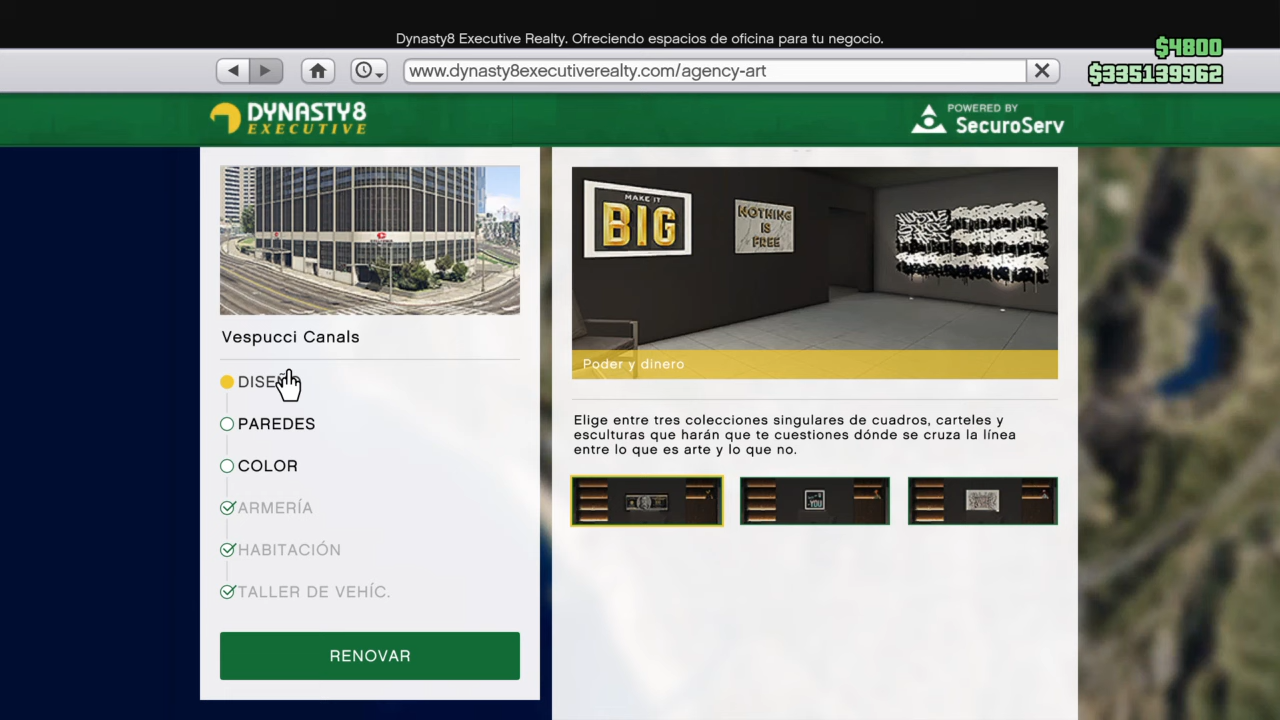 Dynasty8 Executive Realty. Ofreciendo espacios de oficina para tu negocio.
$4800
www.dynasty8executiverealty.com/agency-art
$335139962
DYNASTY8
EXECUTIVE
POWERED BY
SecuroServ
MAKE IT
BIG
NOTHING
IS
FREE
Vespucci Canals
Poder y dinero
DISEÑ
PAREDES
COLOR
ARMERÍA
HABITACIÓN
TALLER DE VEHÍC.
RENOVAR
Elige entre tres colecciones singulares de cuadros, carteles y
esculturas que harán que te cuestiones dónde se cruza la línea
entre lo que es arte y lo que no.
YOU